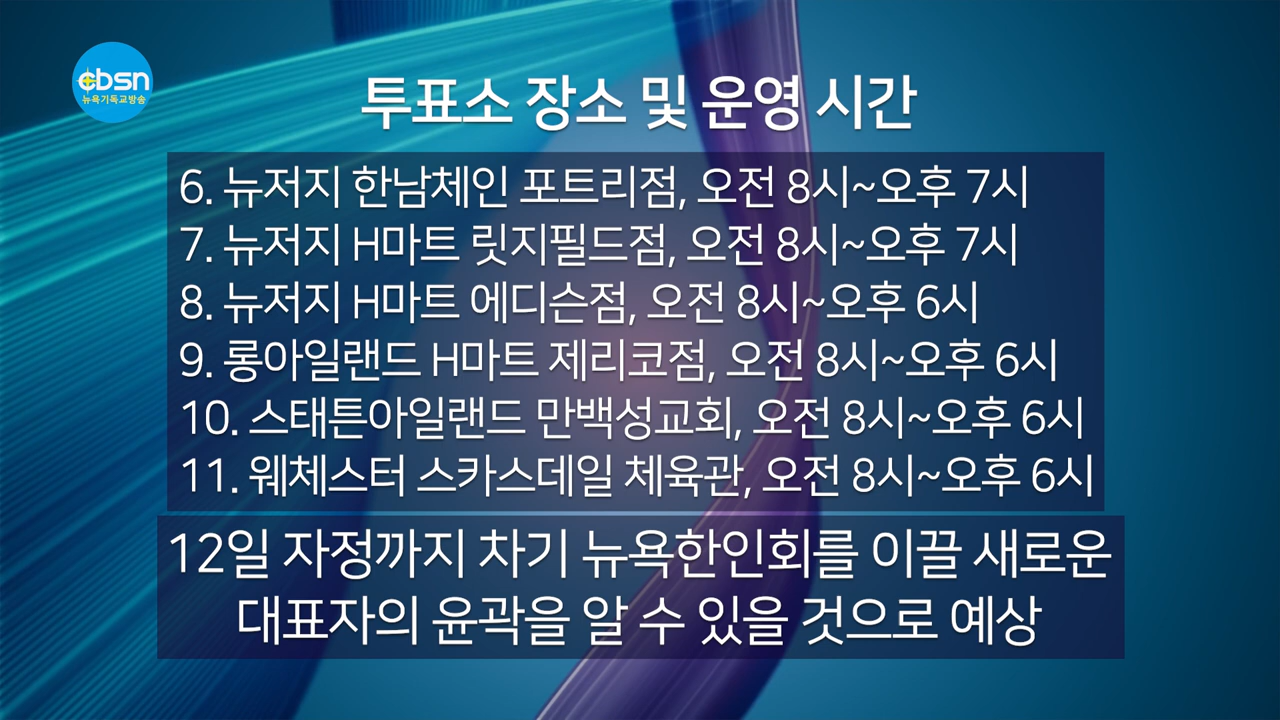 cbsn
뉴욕기독교방송
투표소 장소 및 운영 시간
6. 뉴저지 한남체인 포트리점, 오전 8시~오후 7시
7. 뉴저지 H마트 릿지필드점, 오전 8시~오후 7시
8. 뉴저지 H마트 에디슨점, 오전 8시~오후 6시
9. 롱아일랜드 H마트 제리코점, 오전 8시~오후 6시
10. 스태튼아일랜드 만백성교회, 오전 8시~오후 6시
11. 웨체스터 스카스데일 체육관, 오전 8시~오후 6시
12일 자정까지 차기 뉴욕한인회를 이끌 새로운
대표자의 윤곽을 알 수 있을 것으로 예상